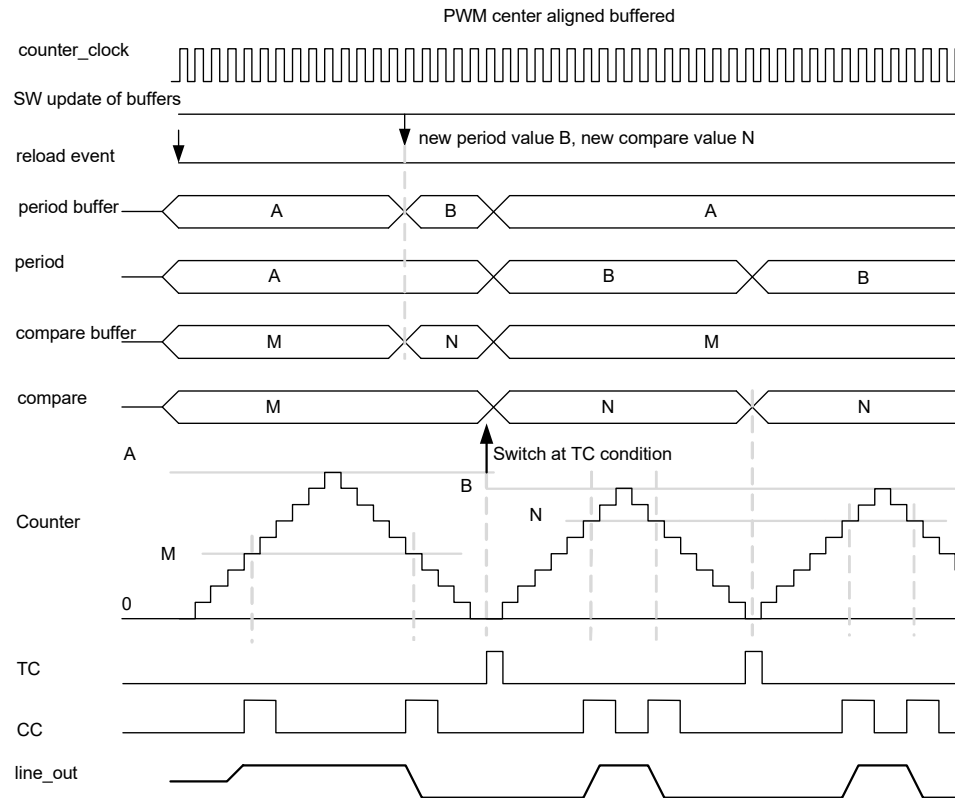 PWM center aligned buffered
counter_clock
SW update of buffers
new period value B, new compare value N
reload event
period buffer
A
B
A
period
A
B
B
compare buffer
M
N
M
compare
M
N
N
A
Switch at TC condition
B
N
Counter
M
0
TC
CC
line_out